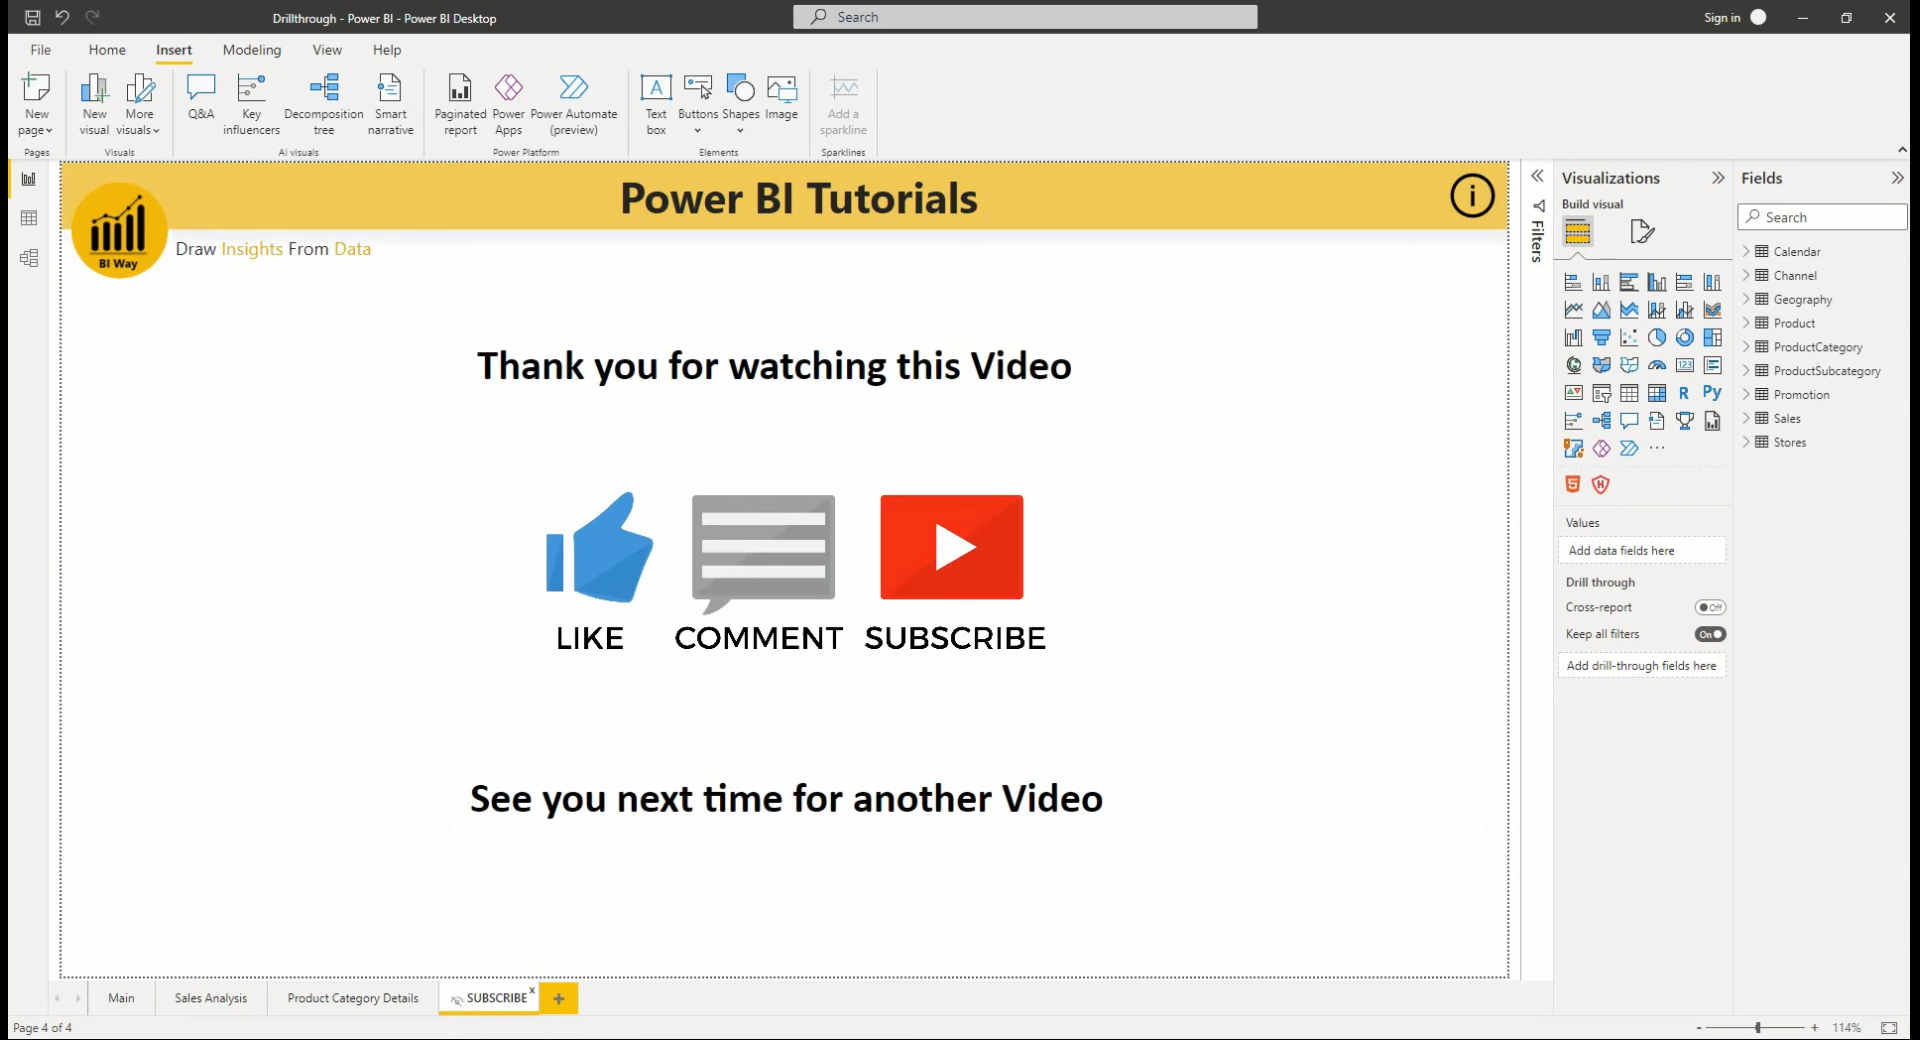 Drillthrough - Power BI - Power BI Desktop
Search
Sign in
File Home Insert Modeling View Help
New page
New visual
More visuals
Q&A
Key influencers
Decomposition tree
Smart narrative
Paginated report
Power Apps
Power Automate (preview)
Text box
Buttons
Shapes
Image
Add a sparkline
Pages
Visuals
AI visuals
Power Platform
Elements
Sparklines
Power BI Tutorials
i
BI Way
Draw Insights From Data
Thank you for watching this Video
LIKE COMMENT SUBSCRIBE
See you next time for another Video
Filters
Visualizations
Build visual
123
R
Py
Values
Add data fields here
Drill through
Cross-report Off
Keep all filters On
Add drill-through fields here
Fields
Search
Calendar
Channel
Geography
Product
ProductCategory
ProductSubcategory
Promotion
Sales
Stores
Main Sales Analysis Product Category Details SUBSCRIBE
Page 4 of 4
114%